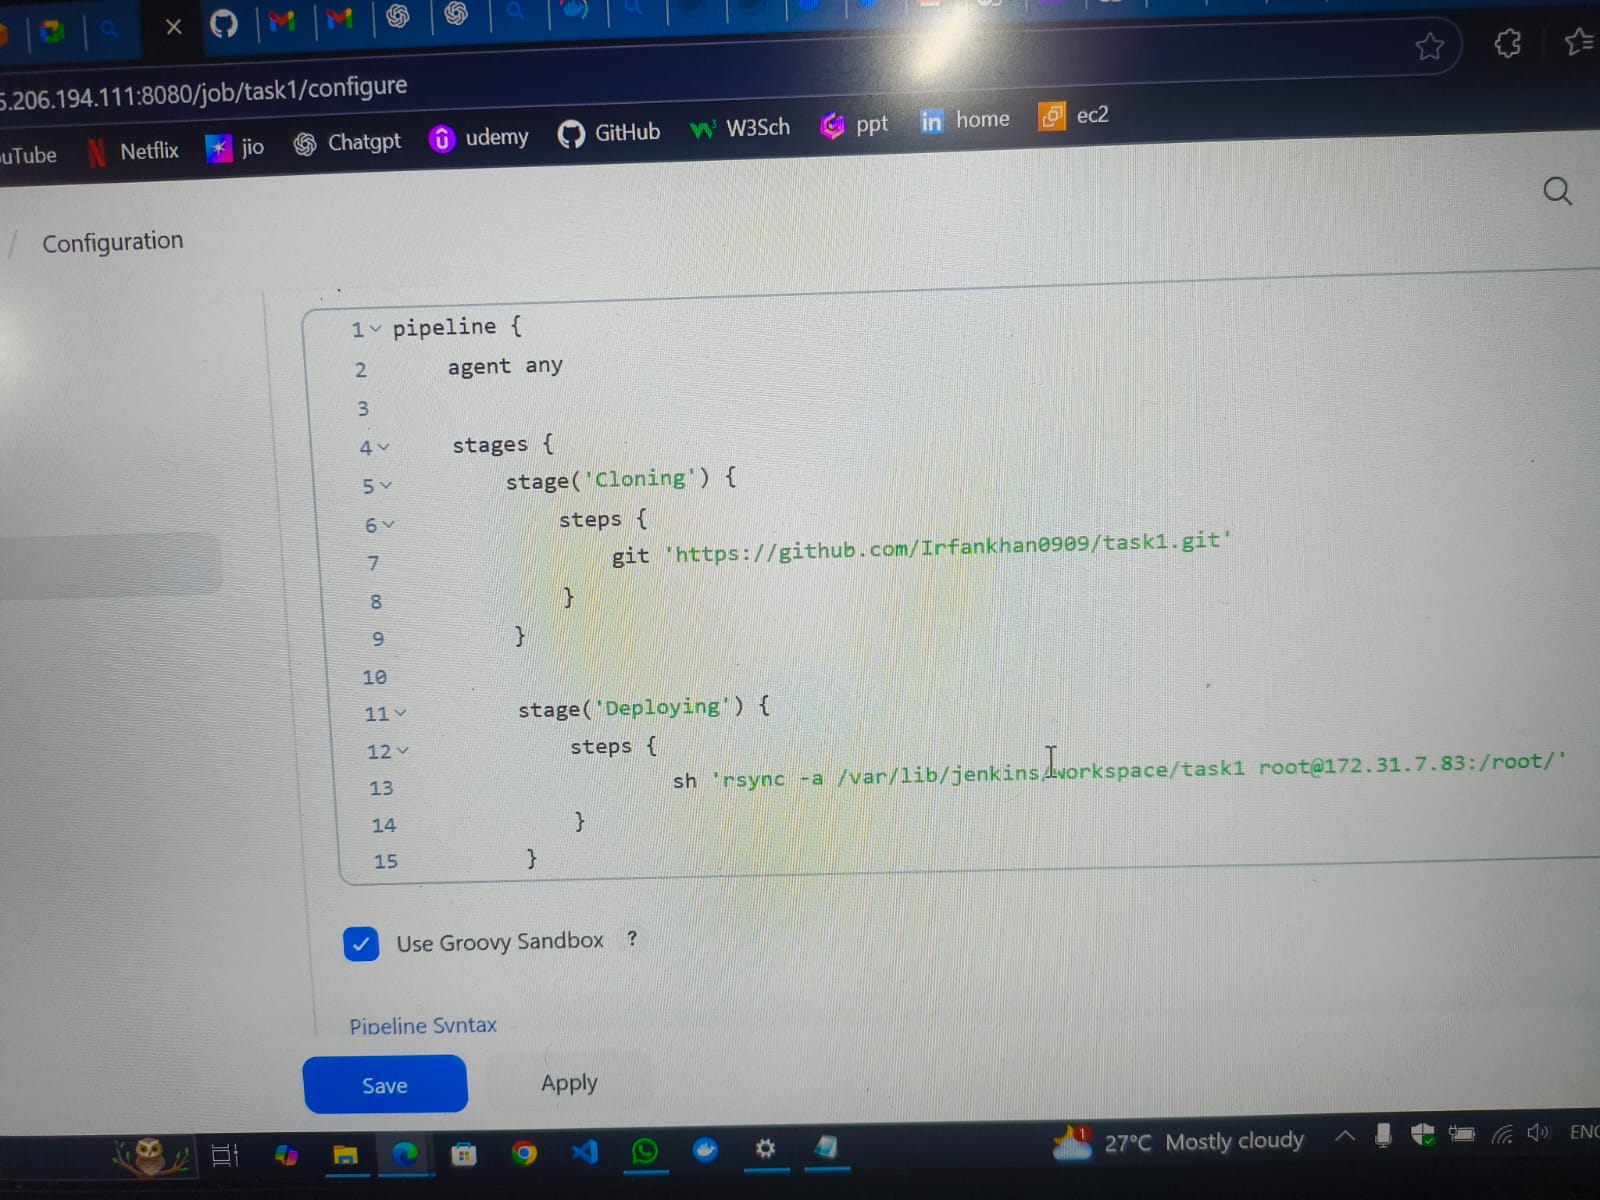 5.206.194.111:8080/job/task1/configure
uTube Netflix jio Chatgpt udemy GitHub W3Sch ppt home ec2
/ Configuration
1 pipeline {
2 agent any
3
4 stages {
5 stage('Cloning') {
6 steps {
7 git 'https://github.com/Irfankhan0909/task1.git'
8 }
9 }
10
11 stage('Deploying') {
12 steps {
13 sh 'rsync -a /var/lib/jenkins/workspace/task1 root@172.31.7.83:/root/'
14 }
15 }
Use Groovy Sandbox ?
Pipeline Syntax
Save Apply
1 27°C Mostly cloudy ENG